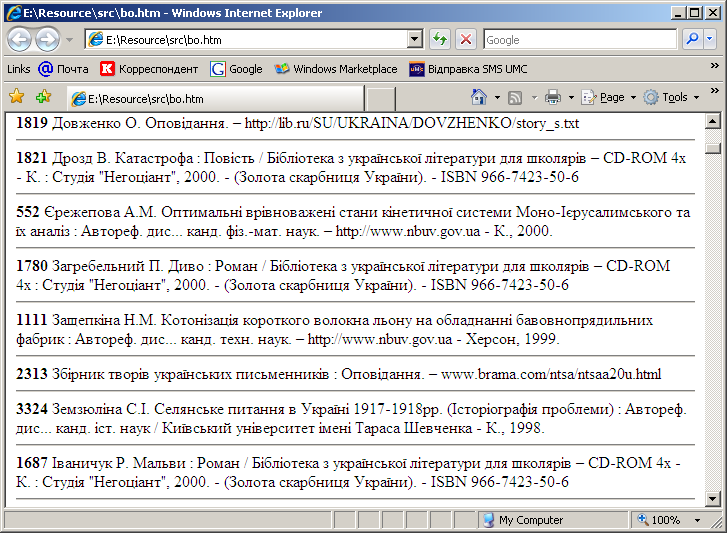 E:\Resource\src\bo.htm - Windows Internet Explorer
E:\Resource\src\bo.htm
Google
Links Почта Корреспондент Google Windows Marketplace Відправка SMS UMC »
E:\Resource\src\bo.htm Page Tools »
1819 Довженко О. Оповідання. – http://lib.ru/SU/UKRAINA/DOVZHENKO/story_s.txt
1821 Дрозд В. Катастрофа : Повість / Бібліотека з української літератури для школярів – CD-ROM 4x
- К. : Студія "Негоціант", 2000. - (Золота скарбниця України). - ISBN 966-7423-50-6
552 Єрежепова А.М. Оптимальні врівноважені стани кінетичної системи Моно-Ієрусалимського та
їх аналіз : Автореф. дис... канд. фіз.-мат. наук. – http://www.nbuv.gov.ua - К., 2000.
1780 Загребельний П. Диво : Роман / Бібліотека з української літератури для школярів – CD-ROM
4x : Студія "Негоціант", 2000. - (Золота скарбниця України). - ISBN 966-7423-50-6
1111 Защепкіна Н.М. Котонізація короткого волокна льону на обладнанні бавовнопрядильних
фабрик : Автореф. дис... канд. техн. наук. – http://www.nbuv.gov.ua - Херсон, 1999.
2313 Збірник творів українських письменників : Оповідання. – www.brama.com/ntsa/ntsaa20u.html
3324 Земзюліна С.І. Селянське питання в Україні 1917-1918рр. (Історіографія проблеми) : Автореф.
дис... канд. іст. наук / Київський університет імені Тараса Шевченка - К., 1998.
1687 Іваничук Р. Мальви : Роман / Бібліотека з української літератури для школярів – CD-ROM 4x -
К. : Студія "Негоціант", 2000. - (Золота скарбниця України). - ISBN 966-7423-50-6
My Computer 100%